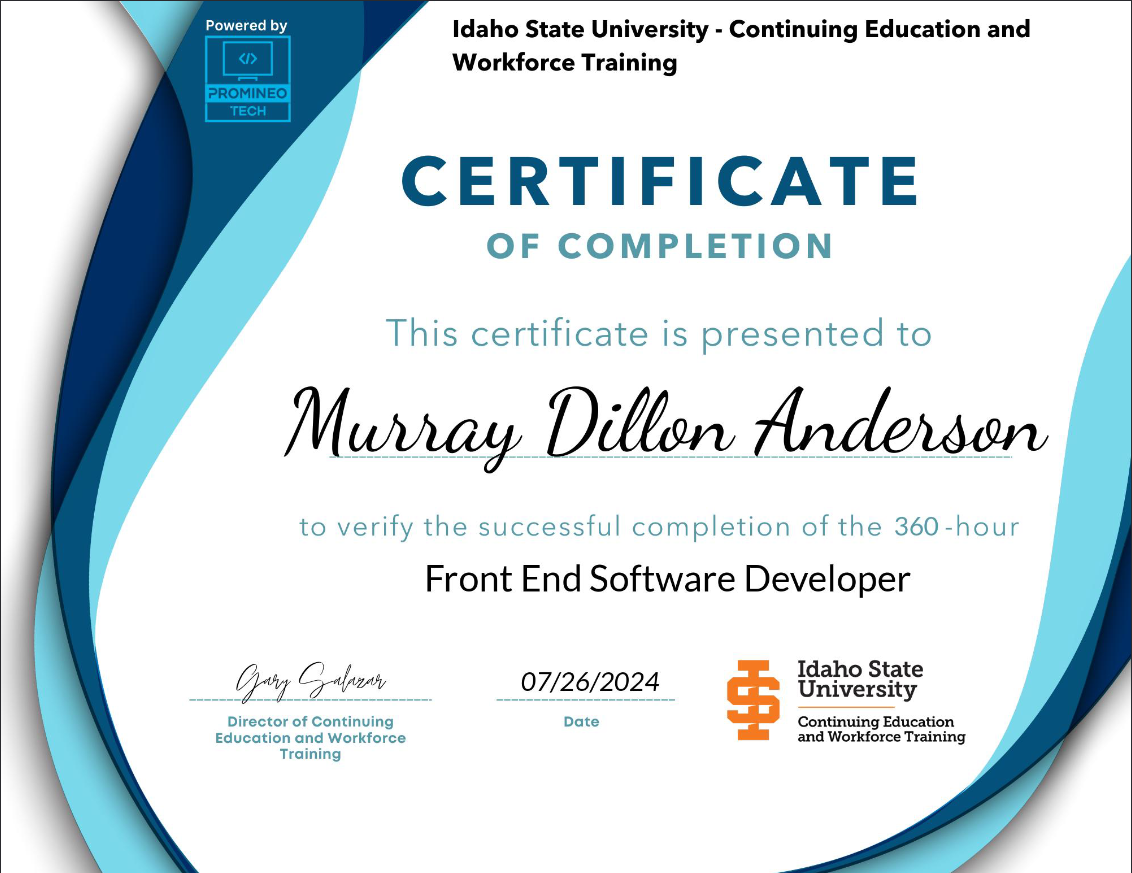 Powered by
</>
PROMINEO
TECH
Idaho State University - Continuing Education and
Workforce Training
CERTIFICATE
OF COMPLETION
This certificate is presented to
Murray Dillon Anderson
to verify the successful completion of the 360 -hour
Front End Software Developer
Gary Salazar
Director of Continuing
Education and Workforce
Training
07/26/2024
Date
Idaho State
University
Continuing Education
and Workforce Training